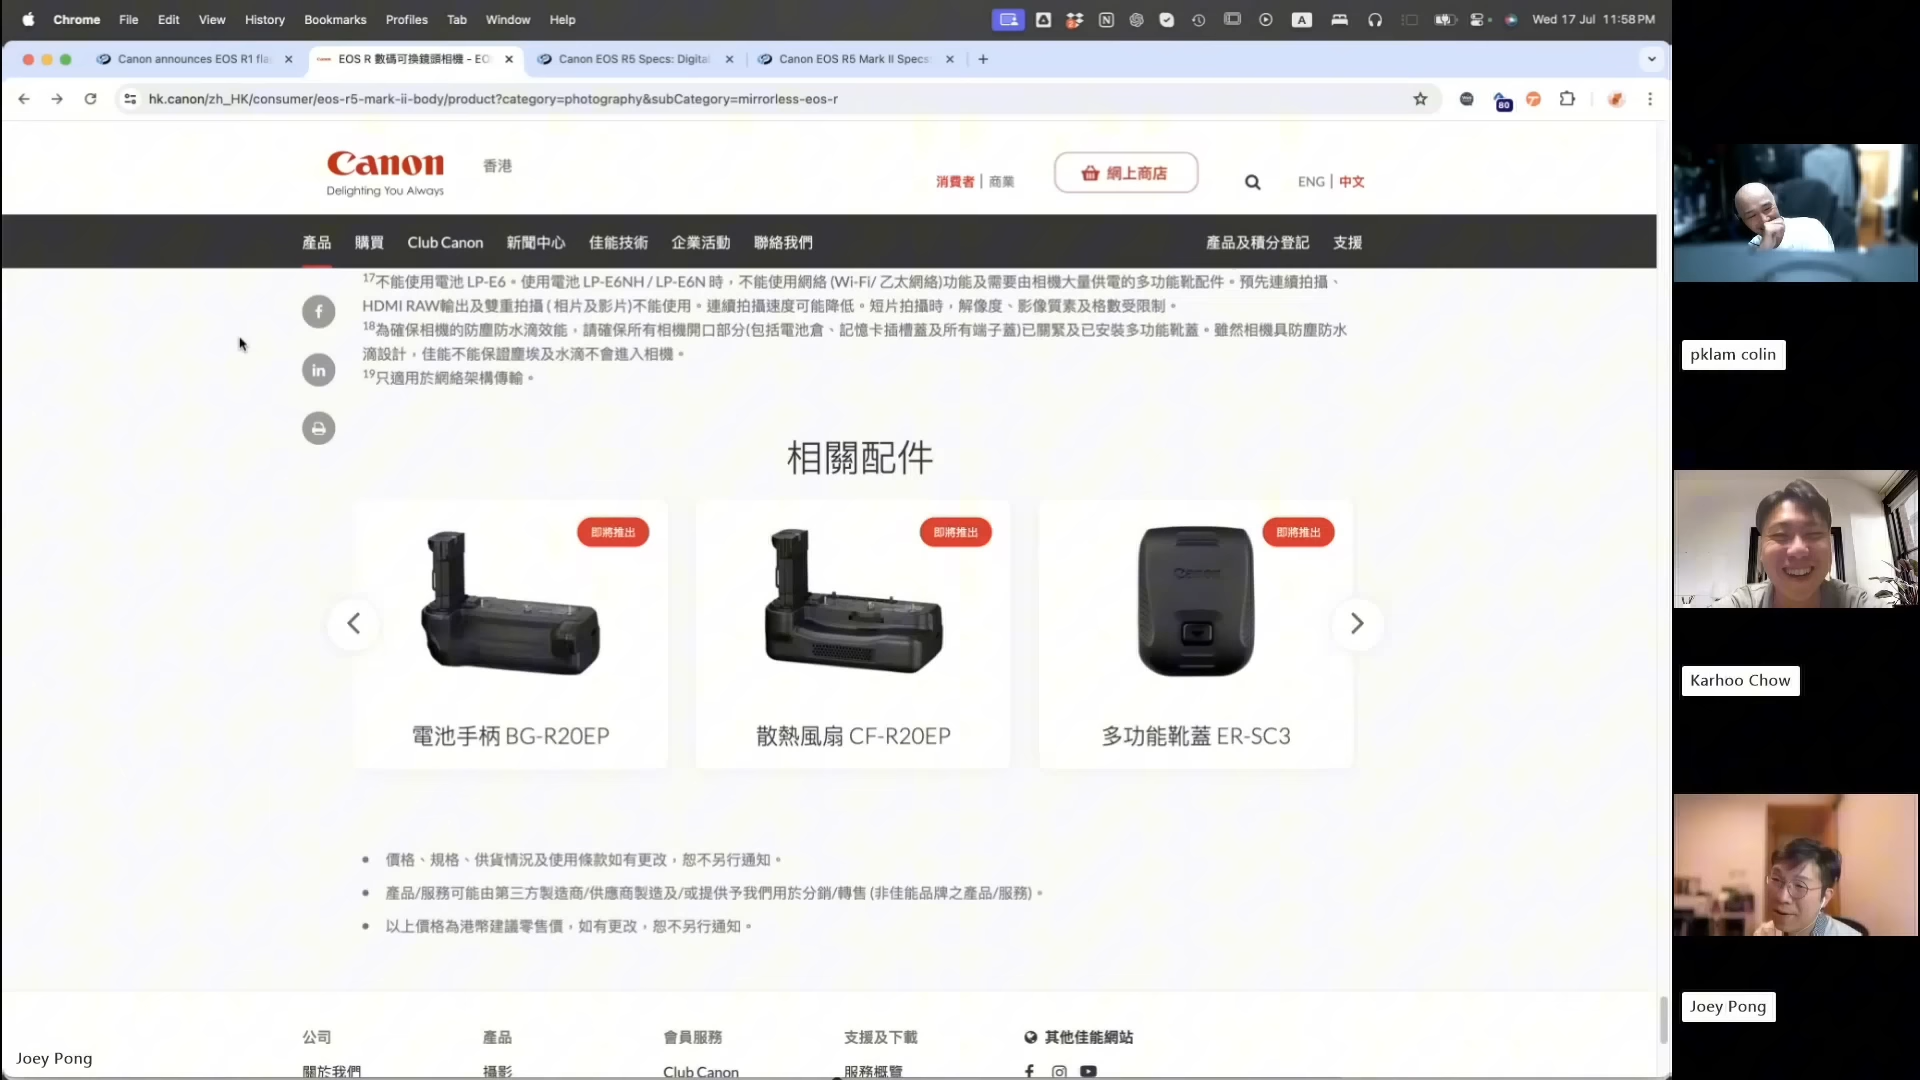 Chrome File Edit View History Bookmarks Profiles Tab Window Help
Wed 17 Jul 11:58 PM
Canon announces EOS R1 fla
EOS R 數碼可換鏡頭相機 - EO
Canon EOS R5 Specs: Digital
Canon EOS R5 Mark II Specs:
hk.canon/zh_HK/consumer/eos-r5-mark-ii-body/product?category=photography&subCategory=mirrorless-eos-r
80
Canon
Delighting You Always
香港
消費者 | 商業
網上商店
ENG | 中文
產品 購買 Club Canon 新聞中心 佳能技術 企業活動 聯絡我們 產品及積分登記 支援
17不能使用電池 LP-E6。使用電池 LP-E6NH / LP-E6N 時，不能使用網絡 (Wi-Fi/ 乙太網絡)功能及需要由相機大量供電的多功能靴配件。預先連續拍攝、
HDMI RAW輸出及雙重拍攝 ( 相片及影片)不能使用。連續拍攝速度可能降低。短片拍攝時，解像度、影像質素及格數受限制。
18為確保相機的防塵防水滴效能，請確保所有相機開口部分(包括電池倉、記憶卡插槽蓋及所有端子蓋)已關緊及已安裝多功能靴蓋。雖然相機具防塵防水
滴設計，佳能不能保證塵埃及水滴不會進入相機。
19只適用於網絡架構傳輸。
相關配件
即將推出
即將推出
即將推出
Canon
電池手柄 BG-R20EP
散熱風扇 CF-R20EP
多功能靴蓋 ER-SC3
價格、規格、供貨情況及使用條款如有更改，恕不另行通知。
產品/服務可能由第三方製造商/供應商製造及/或提供予我們用於分銷/轉售 (非佳能品牌之產品/服務)。
以上價格為港幣建議零售價，如有更改，恕不另行通知。
公司 產品 會員服務 支援及下載 其他佳能網站
關於我們 攝影 Club Canon 服務概覽
Joey Pong
pklam colin
Karhoo Chow
Joey Pong